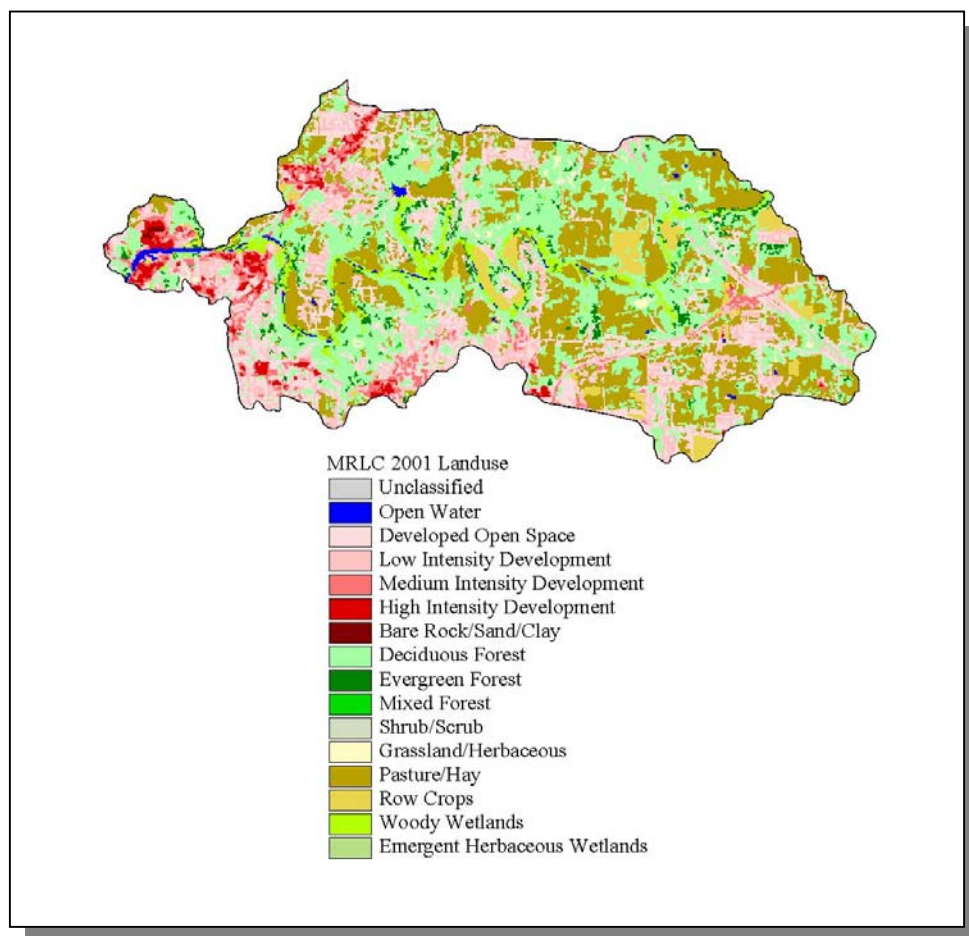 MRLC 2001 Landuse
Unclassified
Open Water
Developed Open Space
Low Intensity Development
Medium Intensity Development
High Intensity Development
Bare Rock/Sand/Clay
Deciduous Forest
Evergreen Forest
Mixed Forest
Shrub/Scrub
Grassland/Herbaceous
Pasture/Hay
Row Crops
Woody Wetlands
Emergent Herbaceous Wetlands